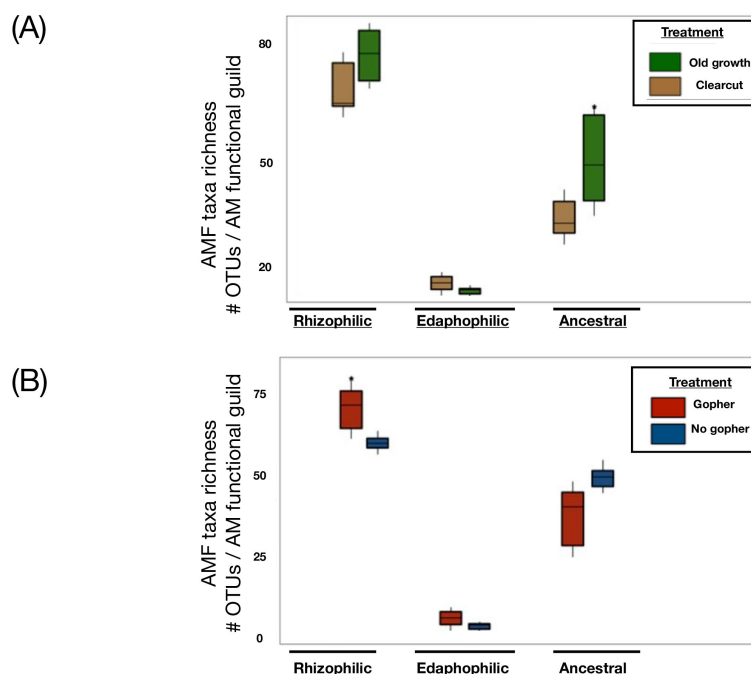 (A)
AMF taxa richness
# OTUs / AM functional guild
80
50
20
Treatment
Old growth
Clearcut
*
Rhizophilic
Edaphophilic
Ancestral
(B)
AMF taxa richness
# OTUs / AM functional guild
75
50
25
0
Treatment
Gopher
No gopher
*
Rhizophilic
Edaphophilic
Ancestral